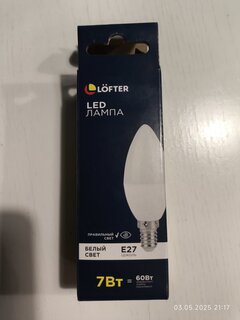 LÖFTER
LED
ЛАМПА
ПРАВИЛЬНЫЙ
СВЕТ
БЕЛЫЙ
СВЕТ
E27
ЦОКОЛЬ
7Вт = 60Вт
03.05.2025 21:17